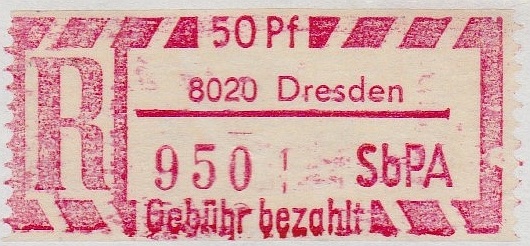 50 Pf
R
8020 Dresden
950 SbPA
Gebühr bezahlt